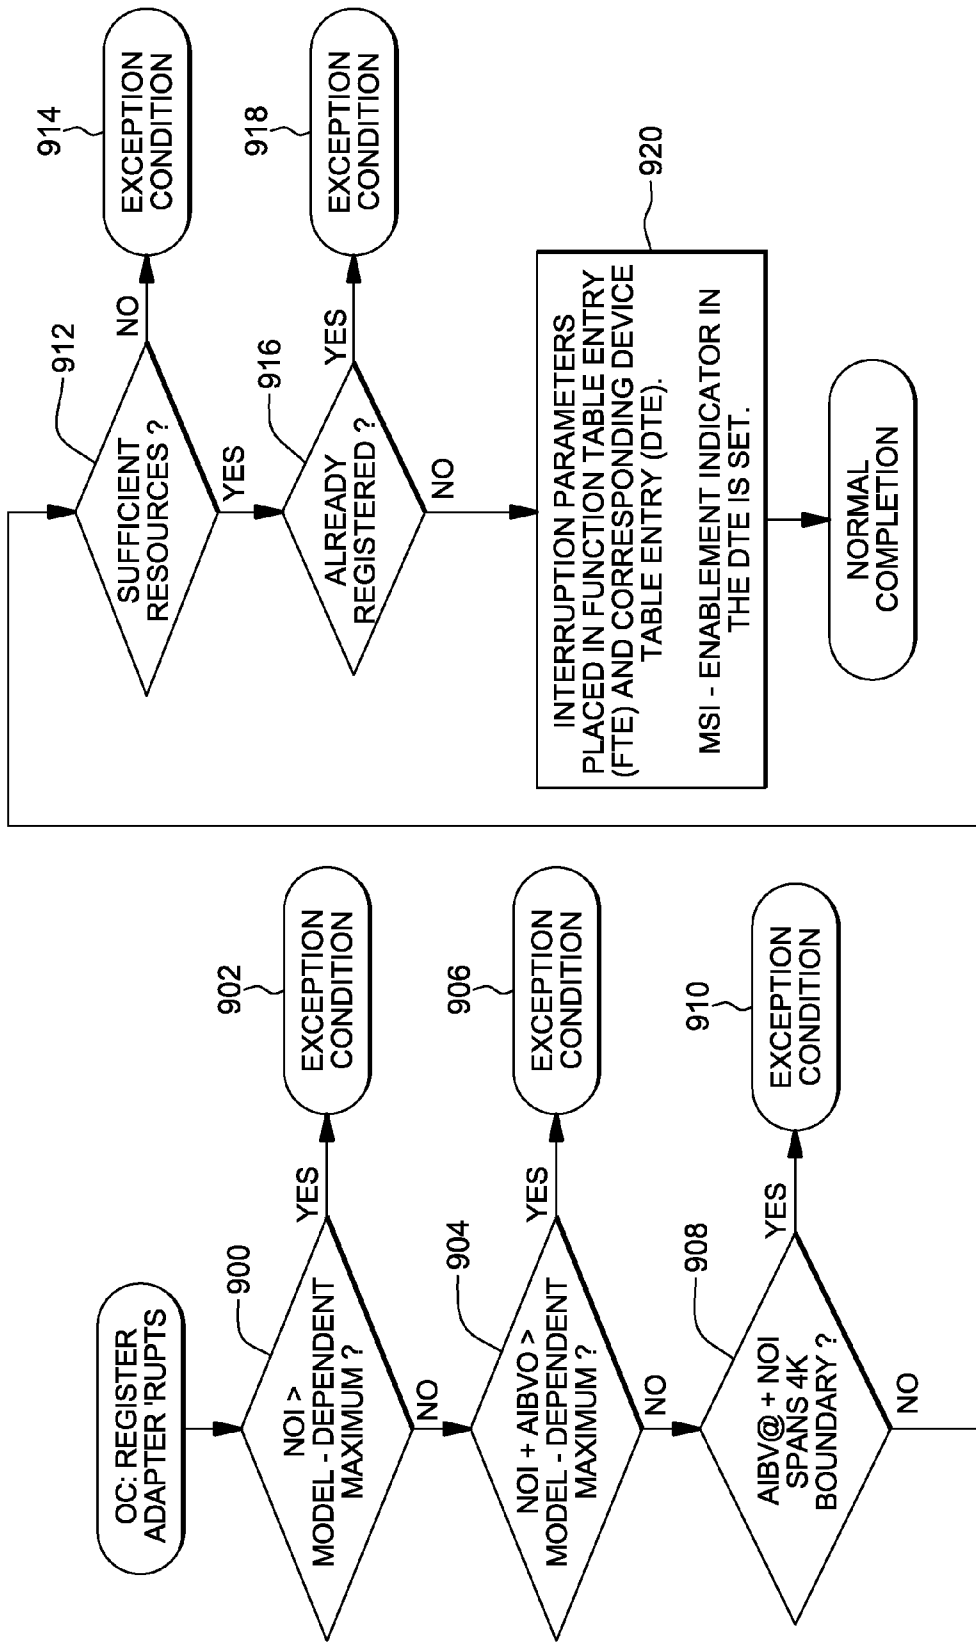 OC: REGISTER
ADAPTER 'RUPTS
900
NOI >
MODEL - DEPENDENT
MAXIMUM ?
YES
902
EXCEPTION
CONDITION
NO
904
NOI + AIBVO >
MODEL - DEPENDENT
MAXIMUM ?
YES
906
EXCEPTION
CONDITION
NO
908
AIBV@ + NOI
SPANS 4K
BOUNDARY ?
YES
910
EXCEPTION
CONDITION
NO
912
SUFFICIENT
RESOURCES ?
NO
914
EXCEPTION
CONDITION
YES
916
ALREADY
REGISTERED ?
YES
918
EXCEPTION
CONDITION
NO
920
INTERRUPTION PARAMETERS
PLACED IN FUNCTION TABLE ENTRY
(FTE) AND CORRESPONDING DEVICE
TABLE ENTRY (DTE).
MSI - ENABLEMENT INDICATOR IN
THE DTE IS SET.
NORMAL
COMPLETION